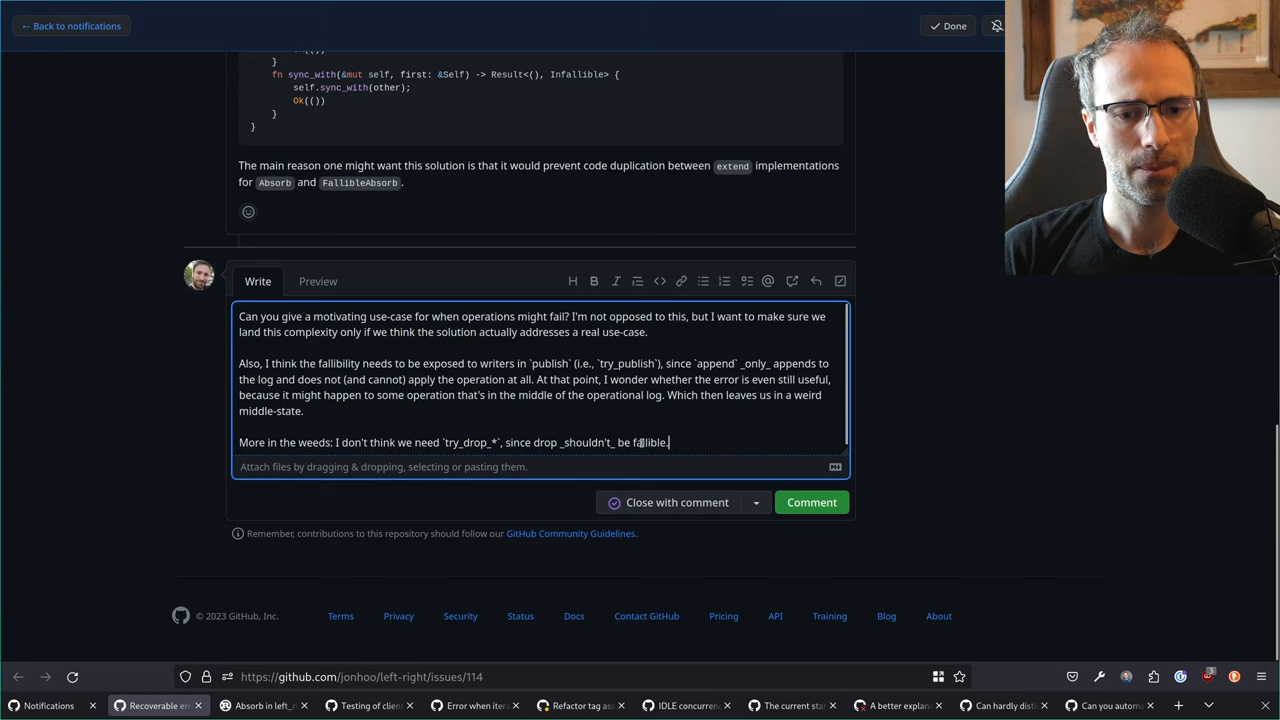 ← Back to notifications
Done
}
fn sync_with(&mut self, first: &Self) -> Result<(), Infallible> {
self.sync_with(other);
Ok(())
}
}
The main reason one might want this solution is that it would prevent code duplication between extend implementations
for Absorb and FallibleAbsorb.
Write
Preview
Can you give a motivating use-case for when operations might fail? I'm not opposed to this, but I want to make sure we
land this complexity only if we think the solution actually addresses a real use-case.
Also, I think the fallibility needs to be exposed to writers in `publish` (i.e., `try_publish`), since `append` _only_ appends to
the log and does not (and cannot) apply the operation at all. At that point, I wonder whether the error is even still useful,
because it might happen to some operation that's in the middle of the operational log. Which then leaves us in a weird
middle-state.
More in the weeds: I don't think we need `try_drop_*`, since drop _shouldn't_ be fallible.
Attach files by dragging & dropping, selecting or pasting them.
Close with comment
Comment
Remember, contributions to this repository should follow our GitHub Community Guidelines.
© 2023 GitHub, Inc.
Terms
Privacy
Security
Status
Docs
Contact GitHub
Pricing
API
Training
Blog
About
https://github.com/jonhoo/left-right/issues/114
3
Notifications
Recoverable er
Absorb in left_r
Testing of client
Error when iter
Refactor tag ass
IDLE concurren
The current sta
A better explan
Can hardly dist
Can you autom